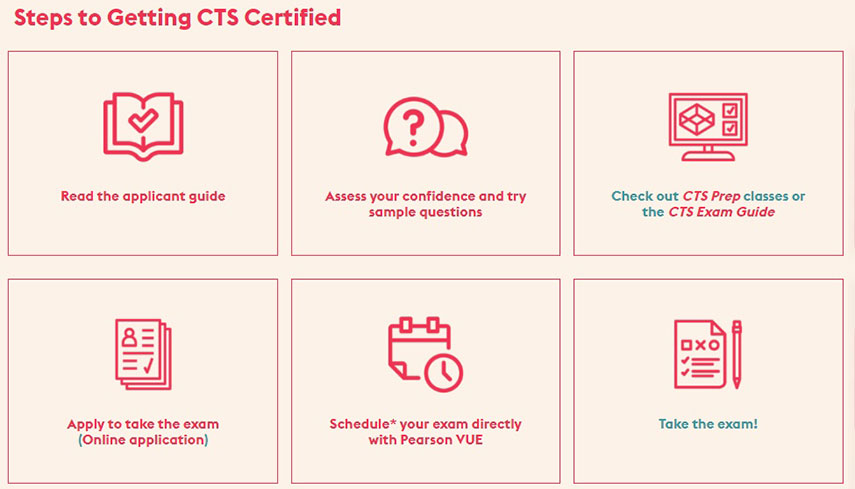 Steps to Getting CTS Certified
Read the applicant guide
Assess your confidence and try
sample questions
Check out CTS Prep classes or
the CTS Exam Guide
Apply to take the exam
(Online application)
Schedule* your exam directly
with Pearson VUE
Take the exam!